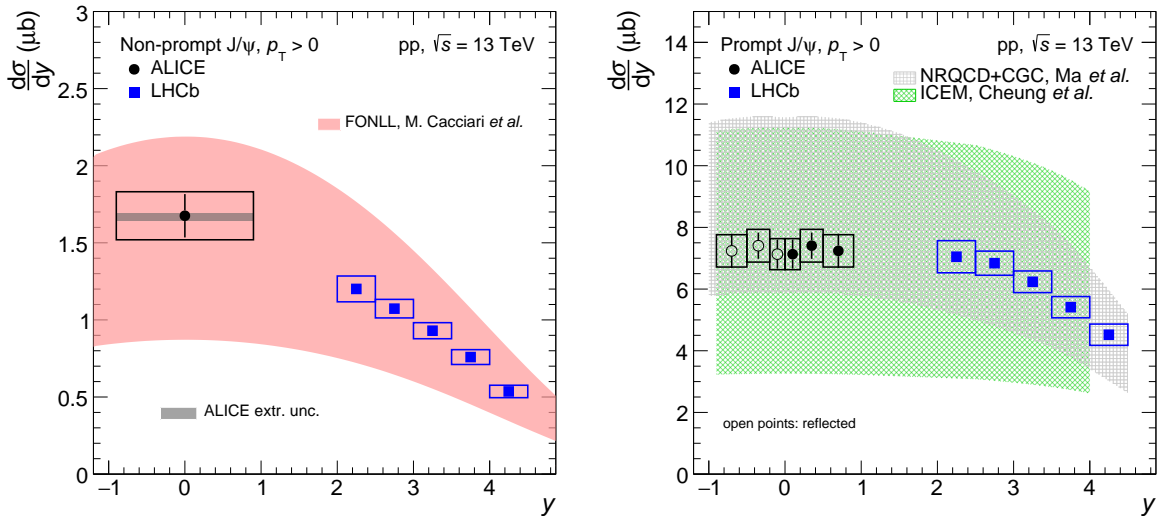 dσ/dy (μb)
3
2.5
2
1.5
1
0.5
0
Non-prompt J/ψ, p_T > 0
pp, √s = 13 TeV
ALICE
LHCb
FONLL, M. Cacciari et al.
ALICE extr. unc.
−1 0 1 2 3 4
y
dσ/dy (μb)
14
12
10
8
6
4
2
0
Prompt J/ψ, p_T > 0
pp, √s = 13 TeV
ALICE
LHCb
NRQCD+CGC, Ma et al.
ICEM, Cheung et al.
open points: reflected
−1 0 1 2 3 4
y